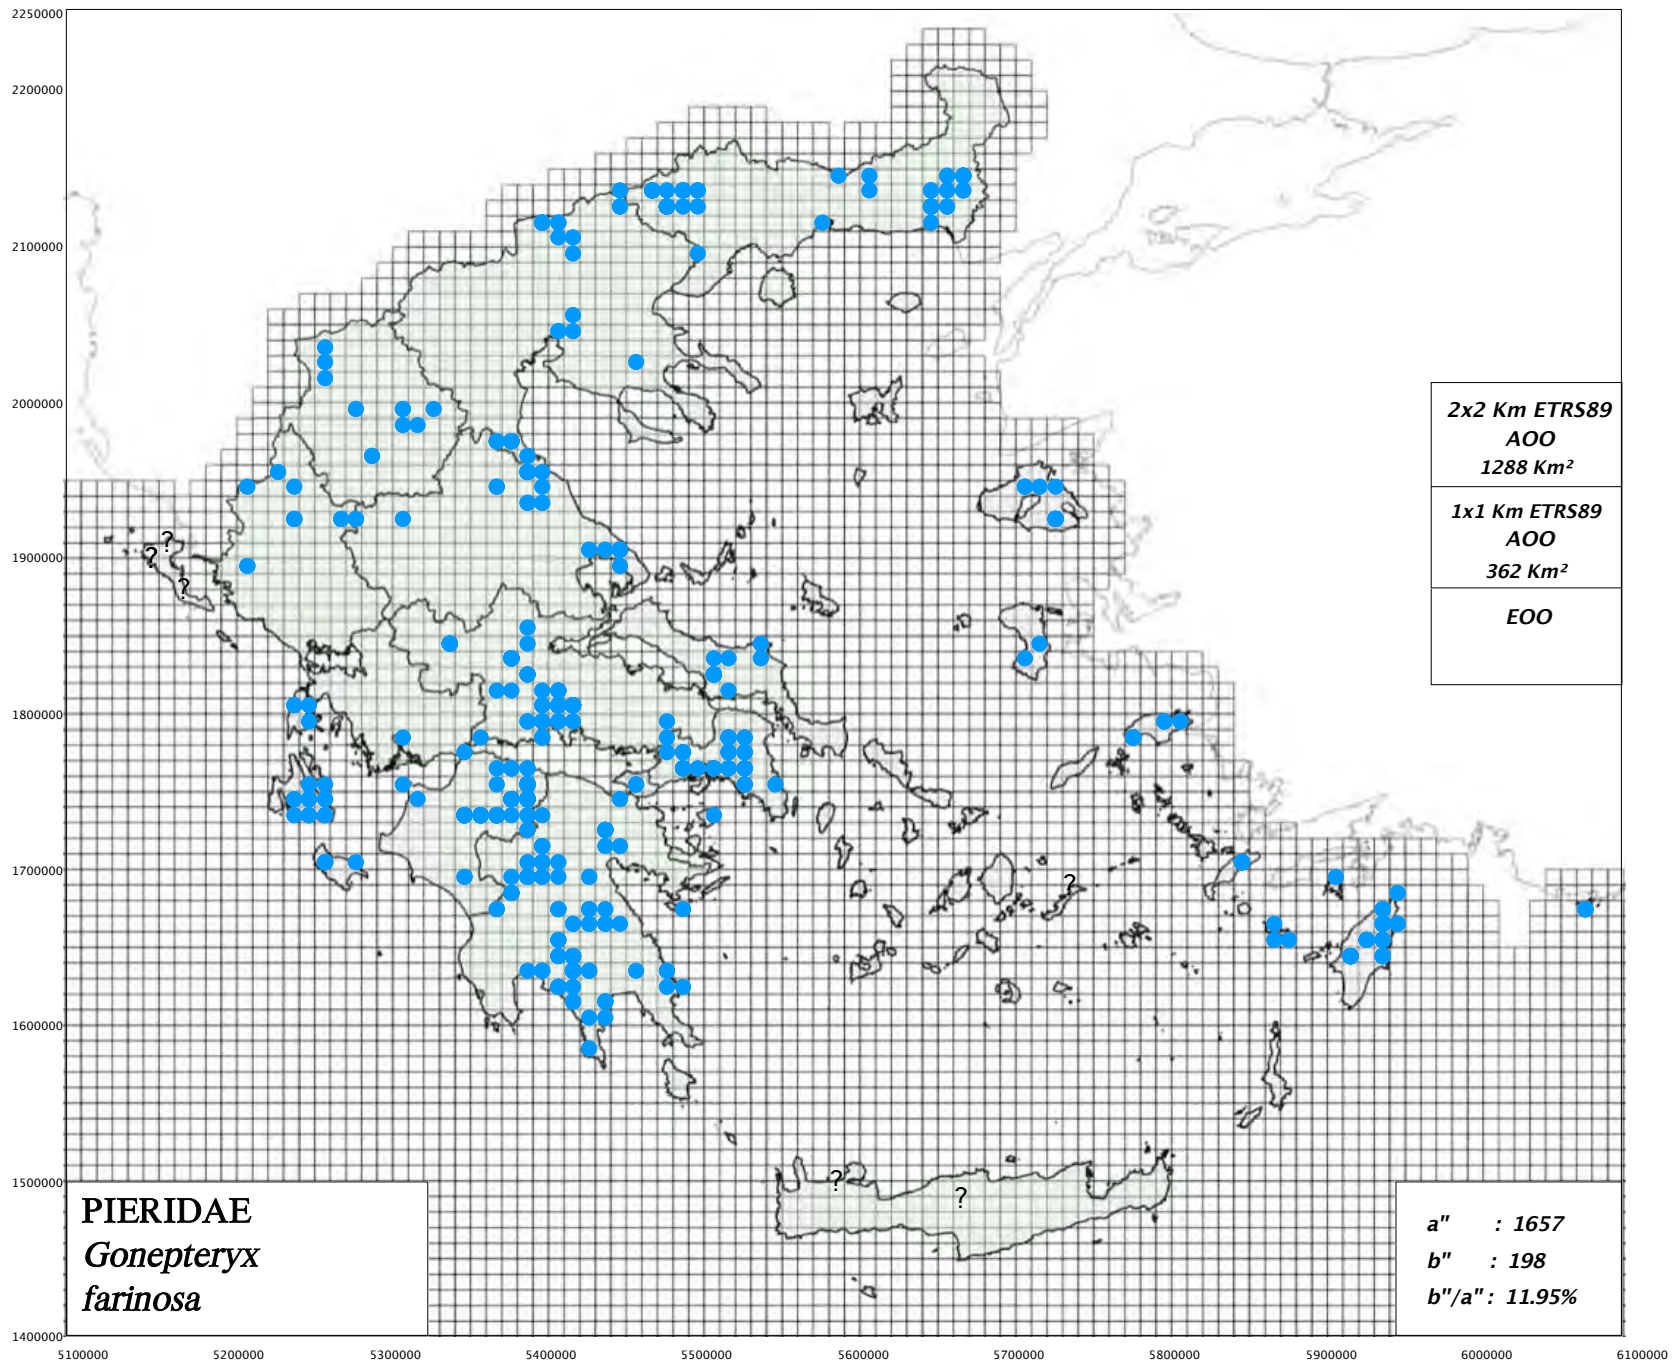 2250000
2200000
2100000
2000000
1900000
1800000
1700000
1600000
1500000
1400000
2x2 Km ETRS89
AOO
1288 Km²
1x1 Km ETRS89
AOO
362 Km²
EOO
?
?
?
?
?
?
PIERIDAE
Gonepteryx
farinosa
a" : 1657
b" : 198
b"/a" : 11.95%
5100000 5200000 5300000 5400000 5500000 5600000 5700000 5800000 5900000 6000000 6100000